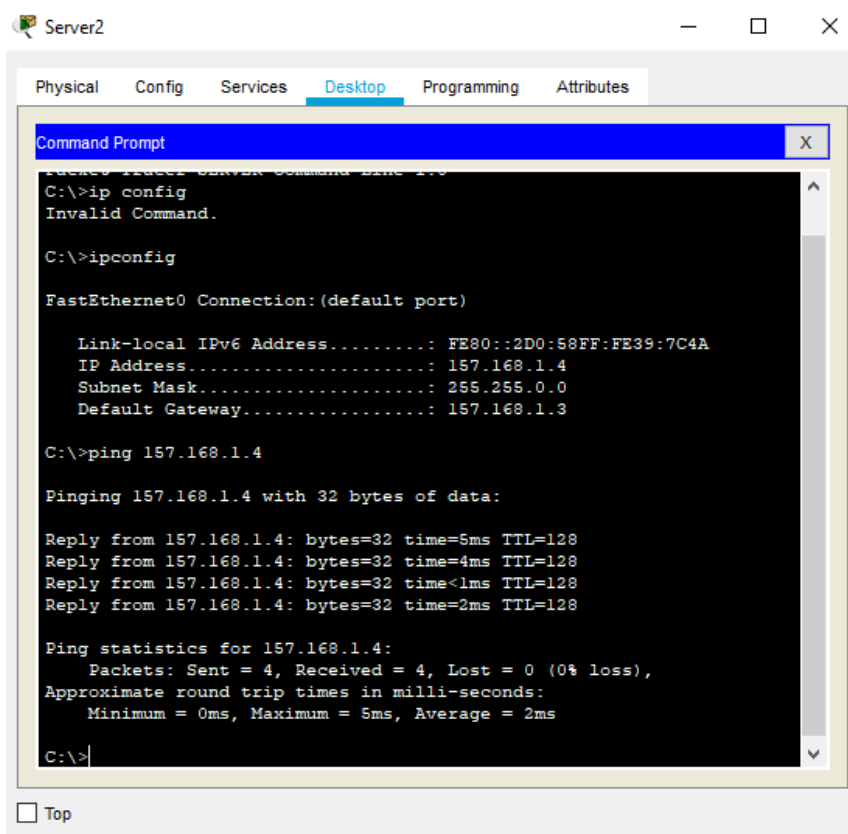 Server2
Physical Config Services Desktop Programming Attributes
Command Prompt X
Packet Tracer SERVER Command Line 1.0
C:\>ip config
Invalid Command.
C:\>ipconfig
FastEthernet0 Connection:(default port)
Link-local IPv6 Address.........: FE80::2D0:58FF:FE39:7C4A
IP Address......................: 157.168.1.4
Subnet Mask.....................: 255.255.0.0
Default Gateway.................: 157.168.1.3
C:\>ping 157.168.1.4
Pinging 157.168.1.4 with 32 bytes of data:
Reply from 157.168.1.4: bytes=32 time=5ms TTL=128
Reply from 157.168.1.4: bytes=32 time=4ms TTL=128
Reply from 157.168.1.4: bytes=32 time<1ms TTL=128
Reply from 157.168.1.4: bytes=32 time=2ms TTL=128
Ping statistics for 157.168.1.4:
Packets: Sent = 4, Received = 4, Lost = 0 (0% loss),
Approximate round trip times in milli-seconds:
Minimum = 0ms, Maximum = 5ms, Average = 2ms
C:\>
Top